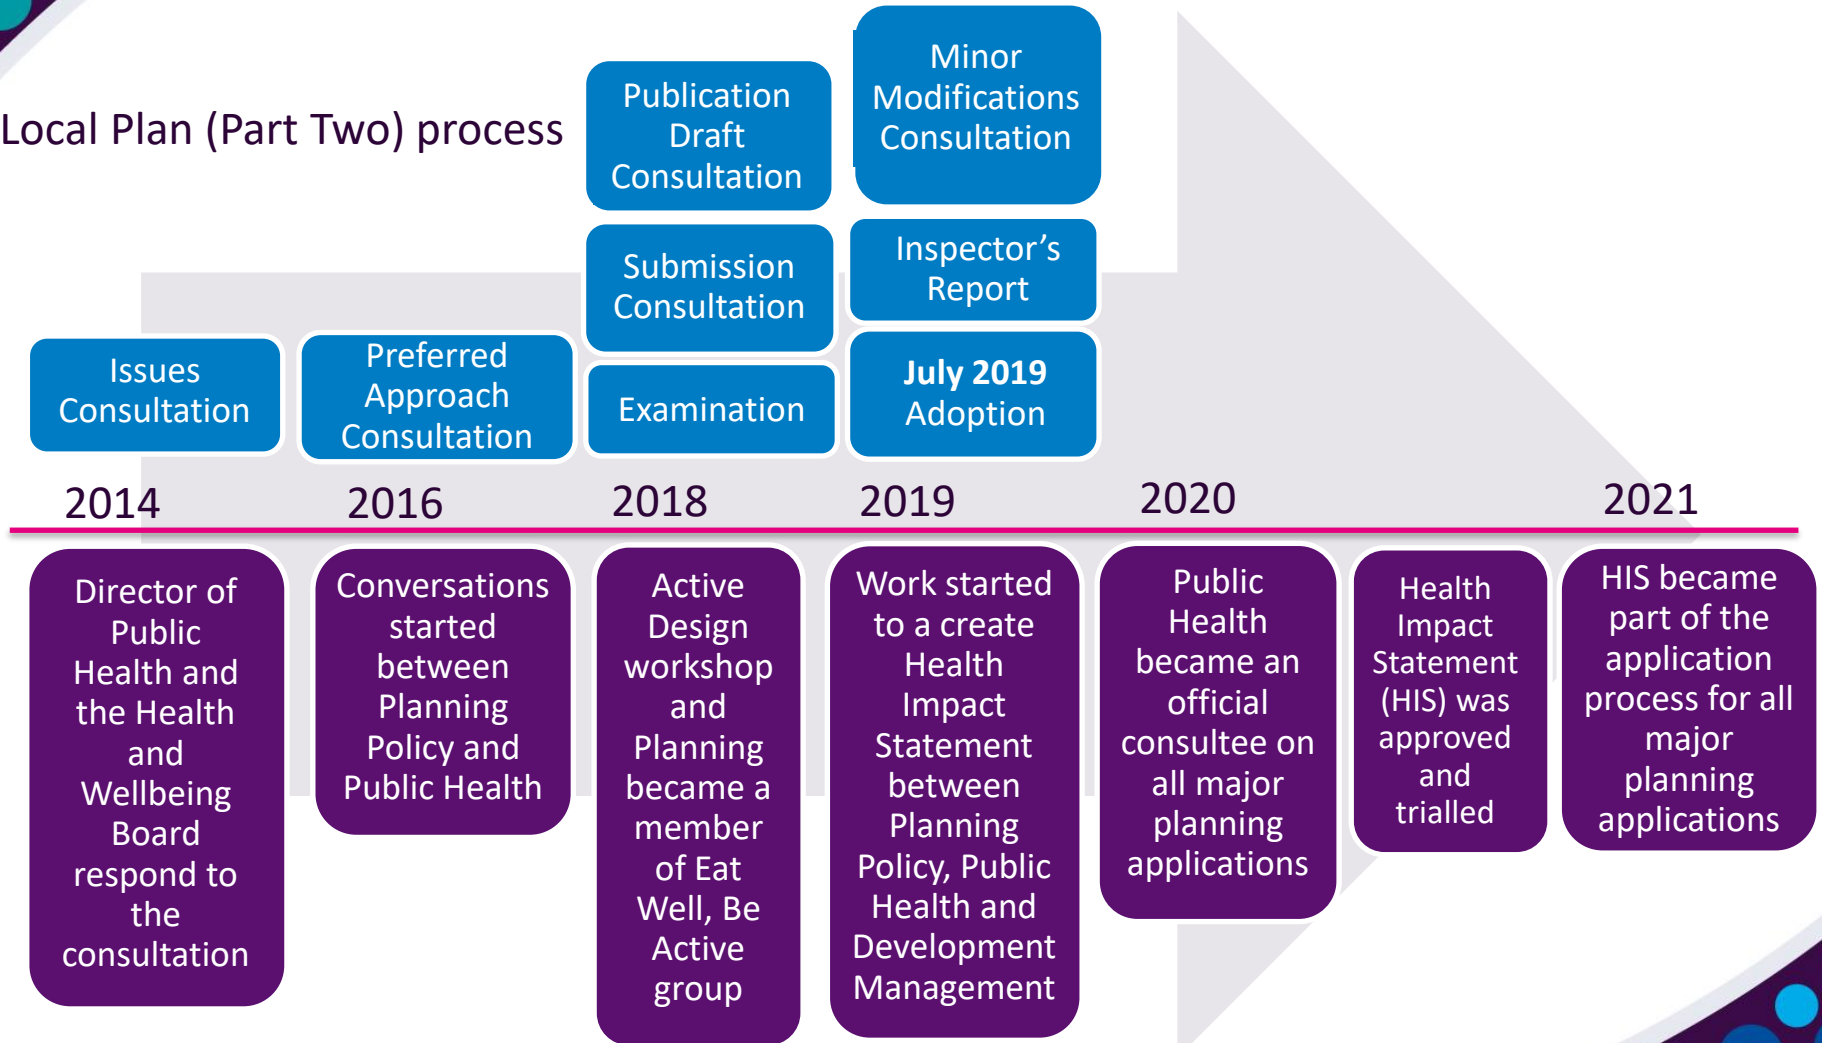 Local Plan (Part Two) process
Issues
Consultation
Preferred
Approach
Consultation
Publication
Draft
Consultation
Submission
Consultation
Examination
Minor
Modifications
Consultation
Inspector’s
Report
July 2019
Adoption
2014
2016
2018
2019
2020
2021
Director of
Public
Health and
the Health
and
Wellbeing
Board
respond to
the
consultation
Conversations
started
between
Planning
Policy and
Public Health
Active
Design
workshop
and
Planning
became a
member
of Eat
Well, Be
Active
group
Work started
to a create
Health
Impact
Statement
between
Planning
Policy, Public
Health and
Development
Management
Public
Health
became an
official
consultee on
all major
planning
applications
Health
Impact
Statement
(HIS) was
approved
and
trialled
HIS became
part of the
application
process for all
major
planning
applications